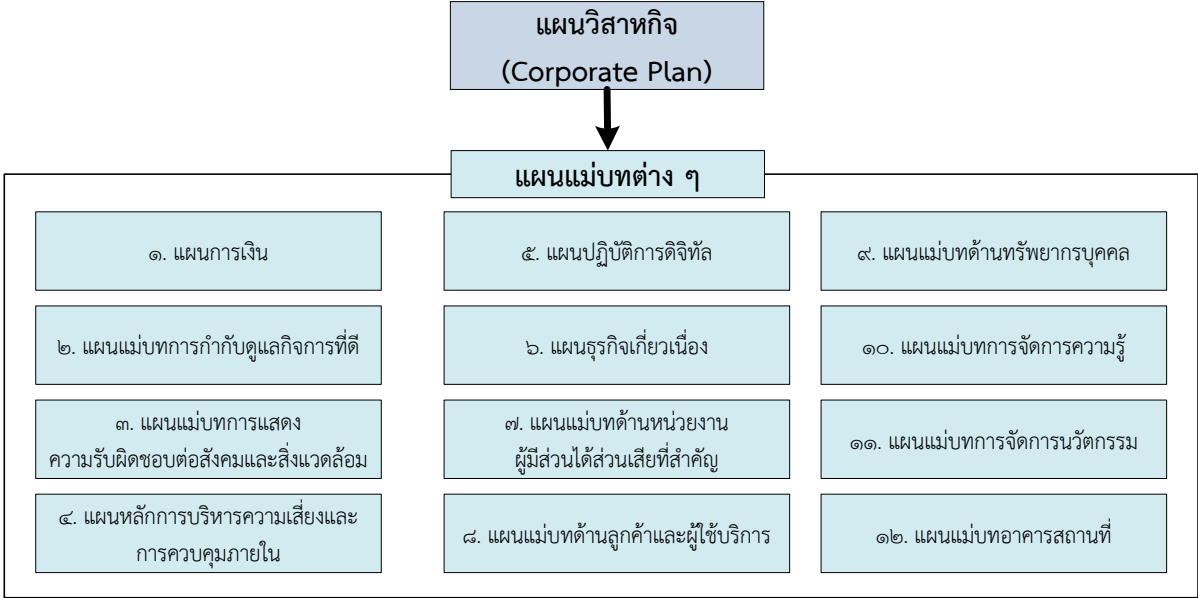 แผนวิสาหกิจ
(Corporate Plan)
แผนแม่บทต่าง ๆ
๑. แผนการเงิน
๒. แผนแม่บทการกำกับดูแลกิจการที่ดี
๓. แผนแม่บทการแสดง
ความรับผิดชอบต่อสังคมและสิ่งแวดล้อม
๔. แผนหลักการบริหารความเสี่ยงและ
การควบคุมภายใน
๕. แผนปฏิบัติการดิจิทัล
๖. แผนธุรกิจเกี่ยวเนื่อง
๗. แผนแม่บทด้านหน่วยงาน
ผู้มีส่วนได้ส่วนเสียที่สำคัญ
๘. แผนแม่บทด้านลูกค้าและผู้ใช้บริการ
๙. แผนแม่บทด้านทรัพยากรบุคคล
๑๐. แผนแม่บทการจัดการความรู้
๑๑. แผนแม่บทการจัดการนวัตกรรม
๑๒. แผนแม่บทอาคารสถานที่